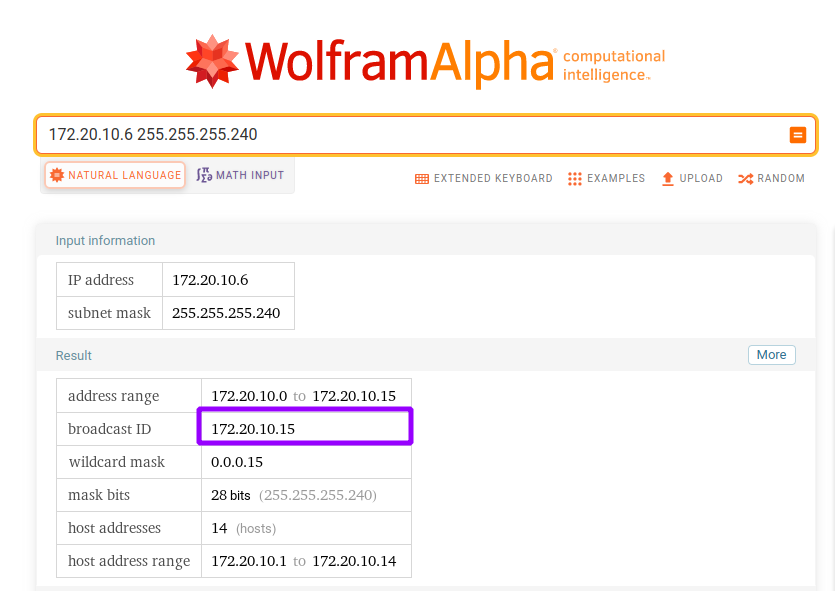 WolframAlpha computational intelligence™
172.20.10.6 255.255.255.240
NATURAL LANGUAGE MATH INPUT EXTENDED KEYBOARD EXAMPLES UPLOAD RANDOM
Input information
IP address 172.20.10.6
subnet mask 255.255.255.240
Result More
address range 172.20.10.0 to 172.20.10.15
broadcast ID 172.20.10.15
wildcard mask 0.0.0.15
mask bits 28 bits (255.255.255.240)
host addresses 14 (hosts)
host address range 172.20.10.1 to 172.20.10.14